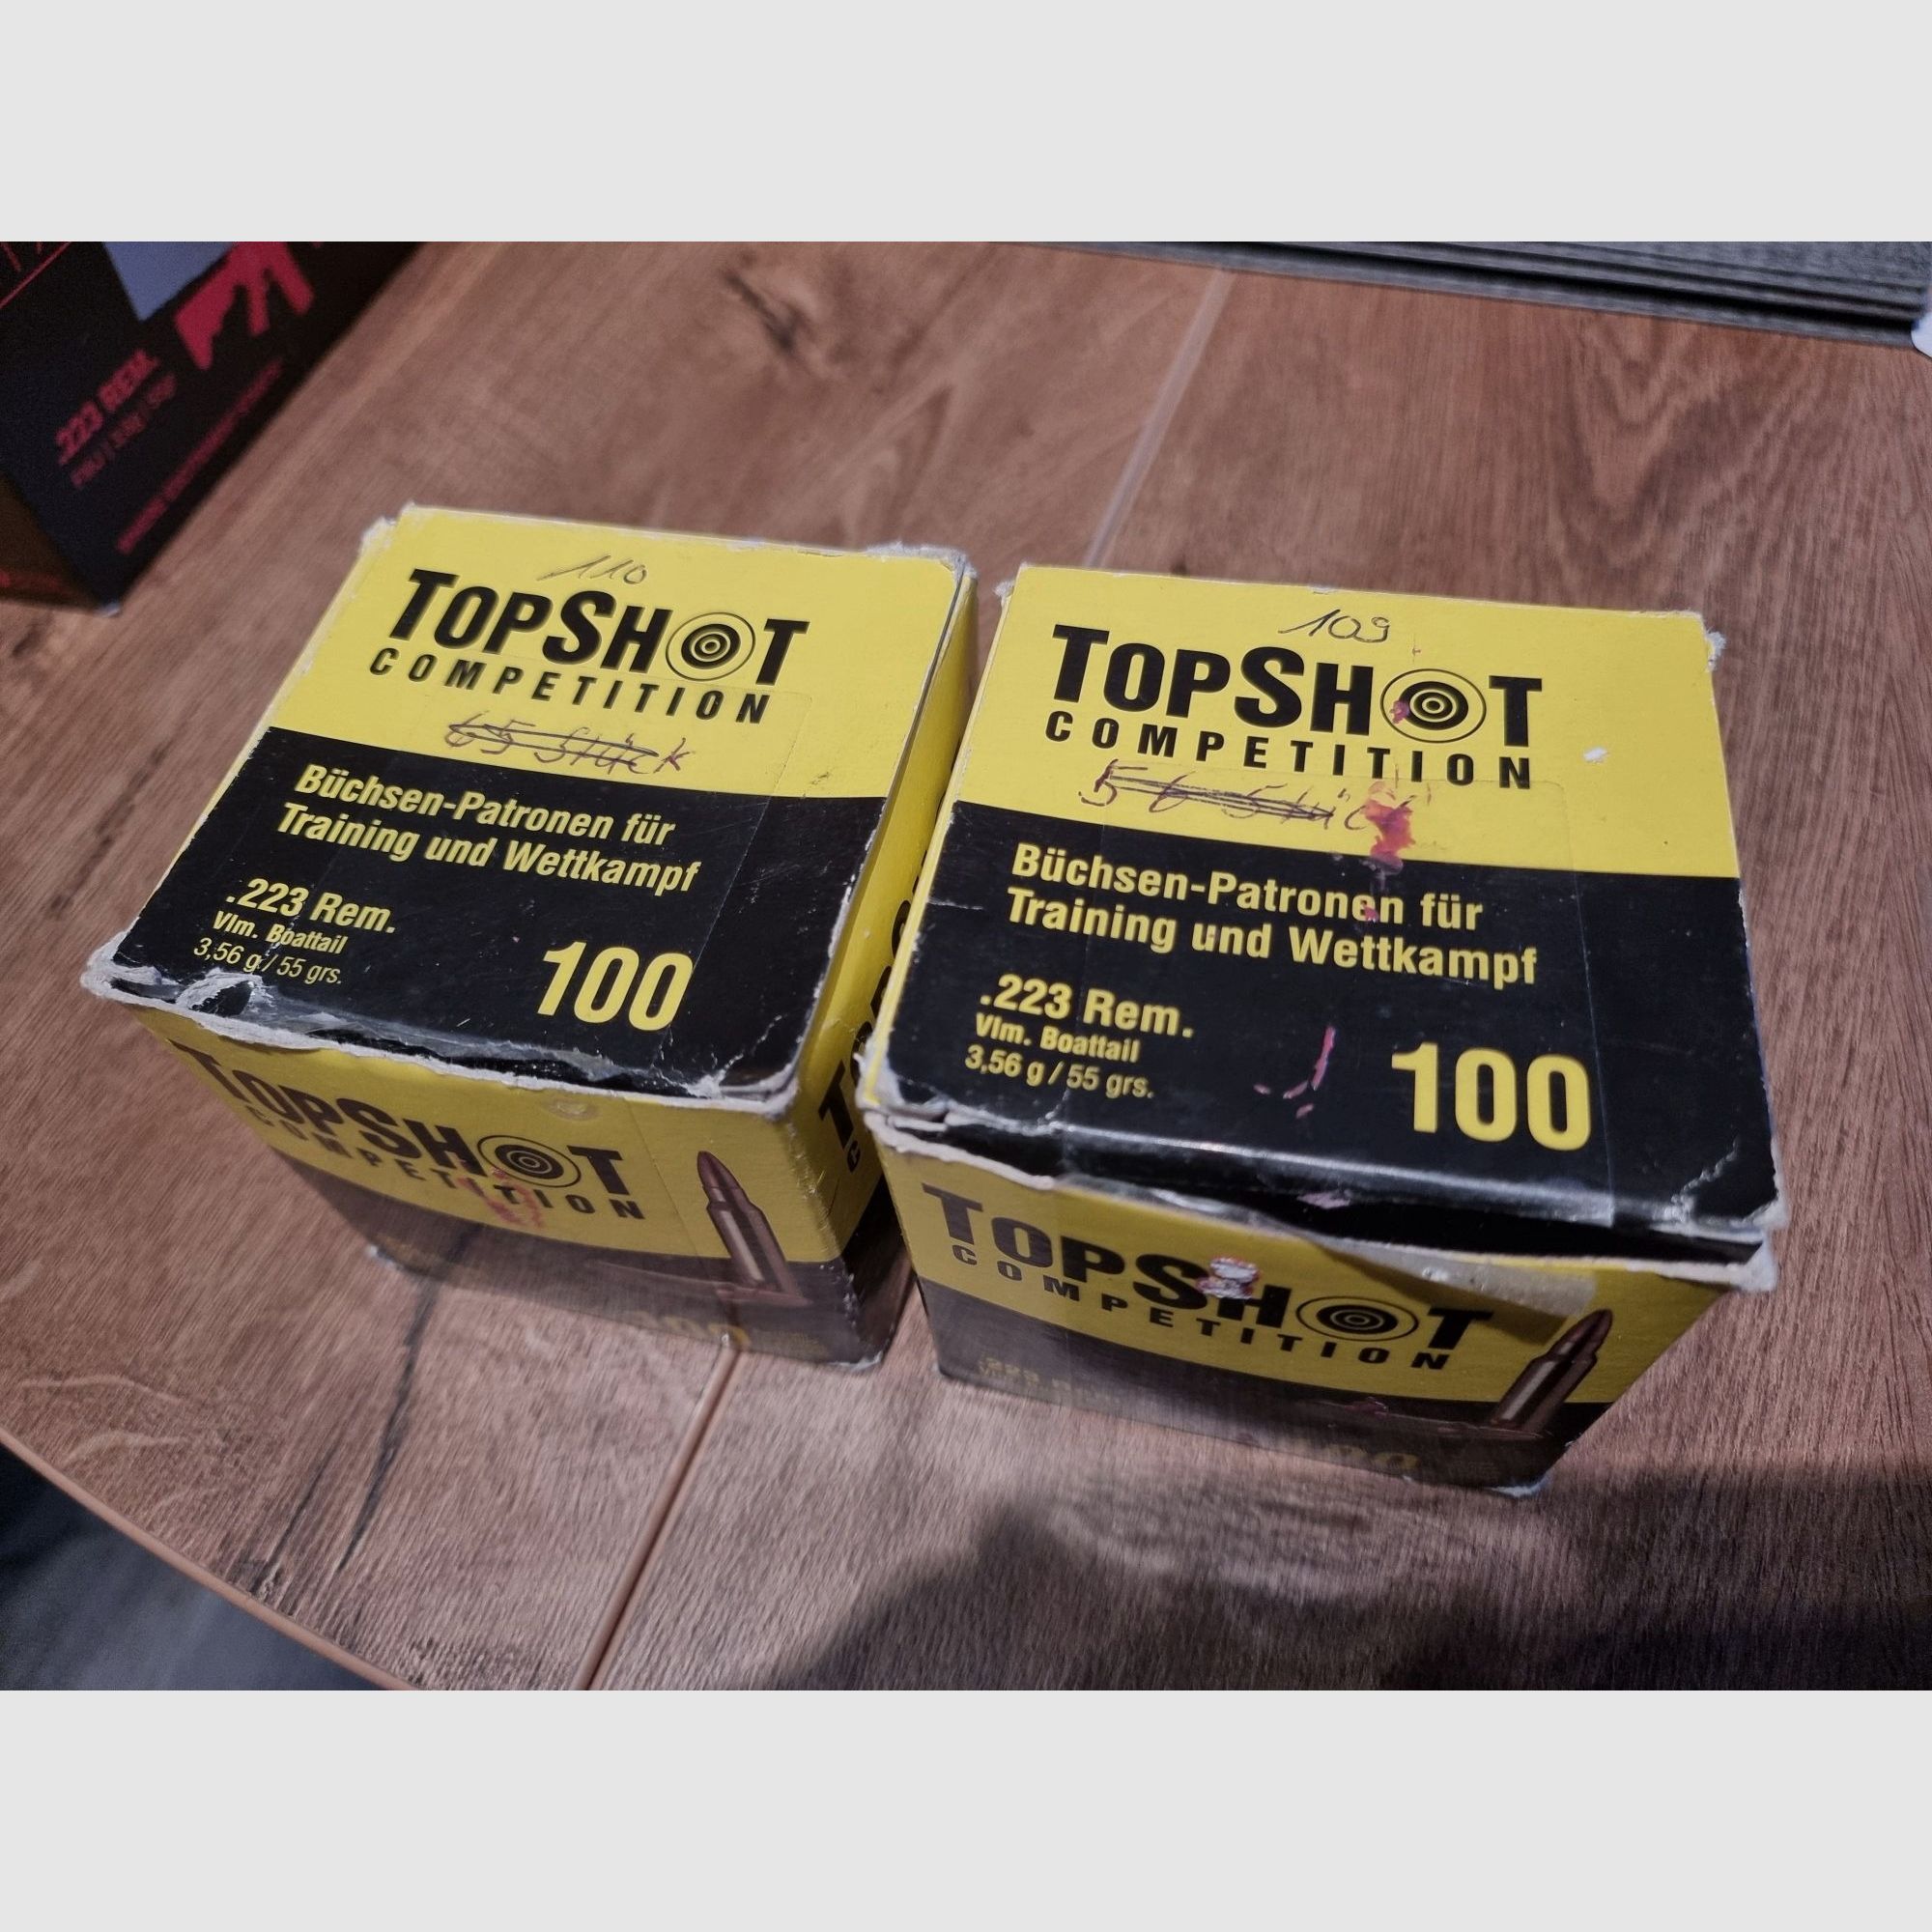 .223 REM.
110
TOPSHOT
COMPETITION
65 Stück
Büchsen-Patronen für
Training und Wettkampf
.223 Rem.
Vlm. Boattail
3,56 g / 55 grs.
100
TOPSHOT
COMPETITION
109
TOPSHOT
COMPETITION
56 Stück
Büchsen-Patronen für
Training und Wettkampf
.223 Rem.
Vlm. Boattail
3,56 g / 55 grs.
100
TOPSHOT
COMPETITION